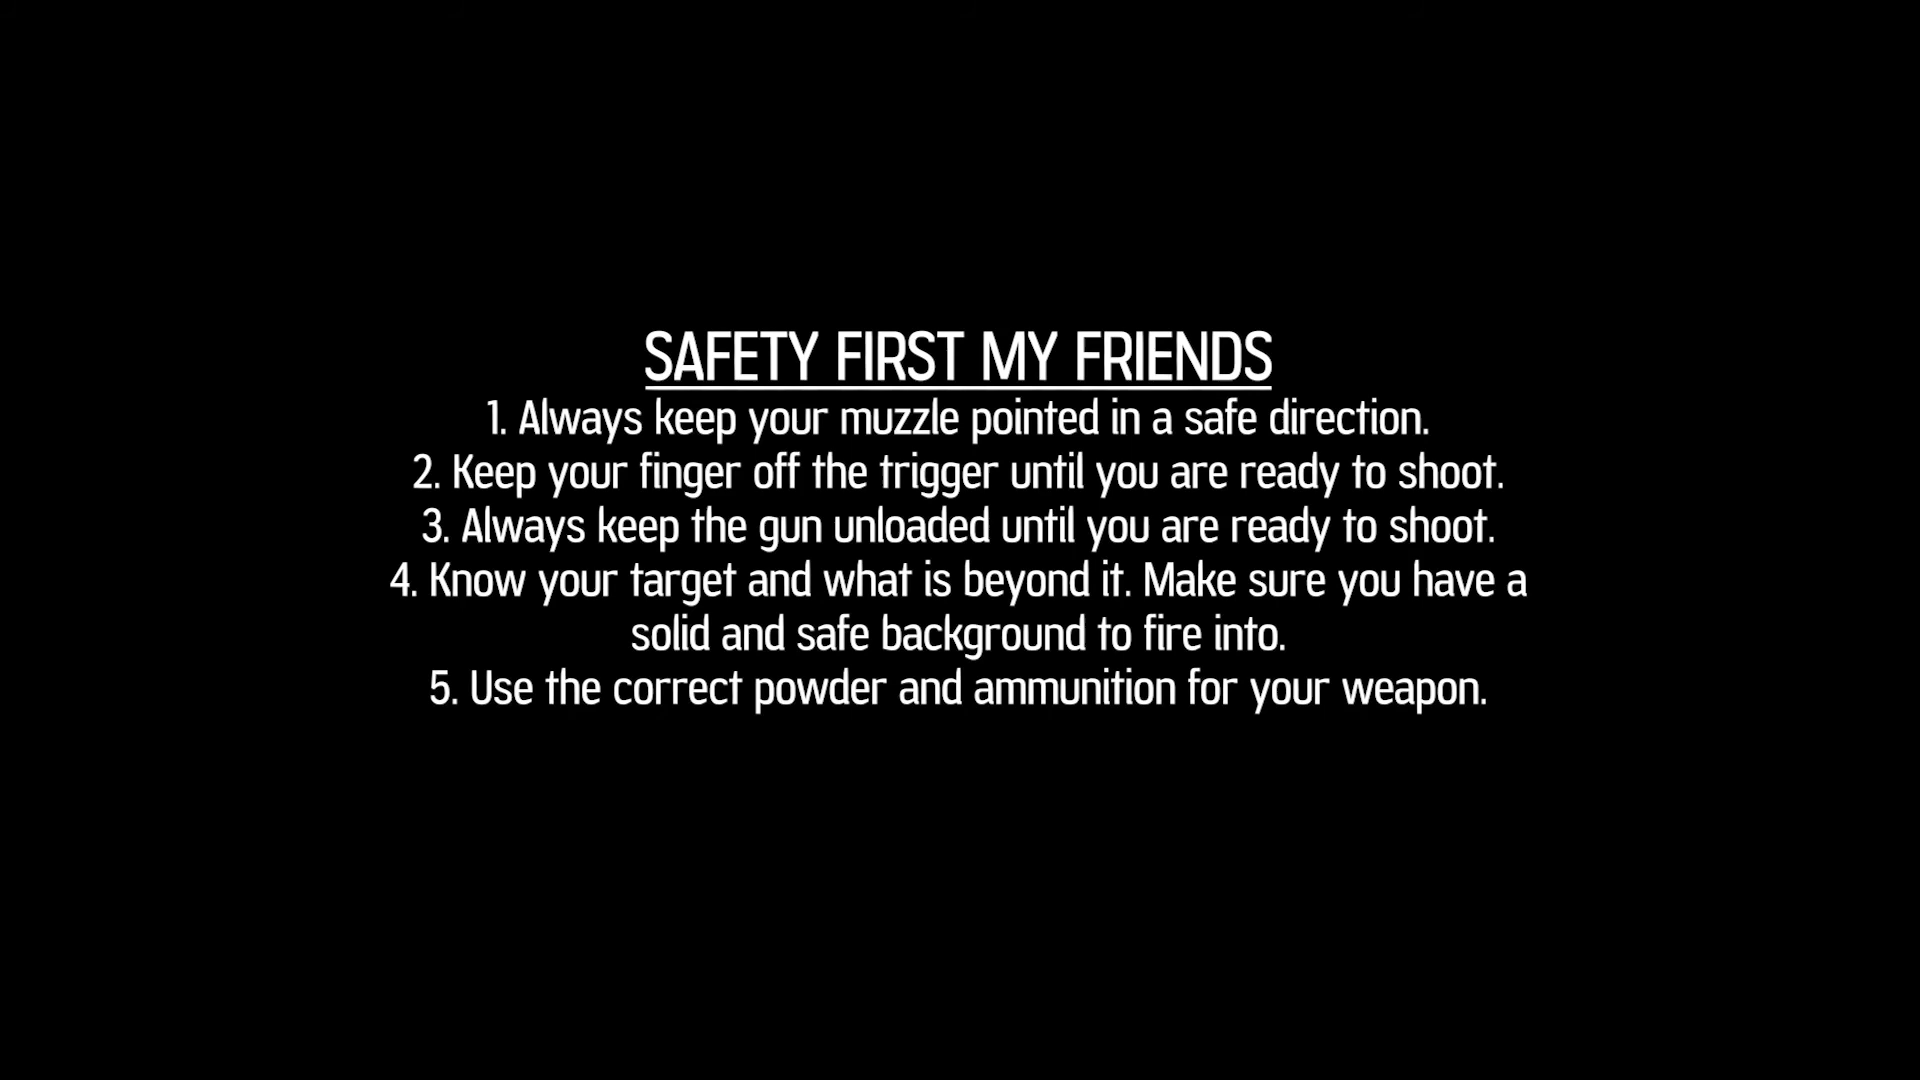 SAFETY FIRST MY FRIENDS
1. Always keep your muzzle pointed in a safe direction.
2. Keep your finger off the trigger until you are ready to shoot.
3. Always keep the gun unloaded until you are ready to shoot.
4. Know your target and what is beyond it. Make sure you have a
solid and safe background to fire into.
5. Use the correct powder and ammunition for your weapon.